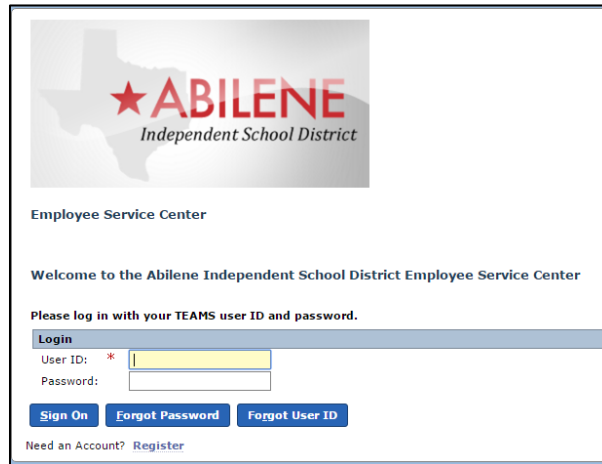 ABILENE
Independent School District
Employee Service Center
Welcome to the Abilene Independent School District Employee Service Center
Please log in with your TEAMS user ID and password.
Login
User ID: *
Password:
Sign On Forgot Password Forgot User ID
Need an Account? Register